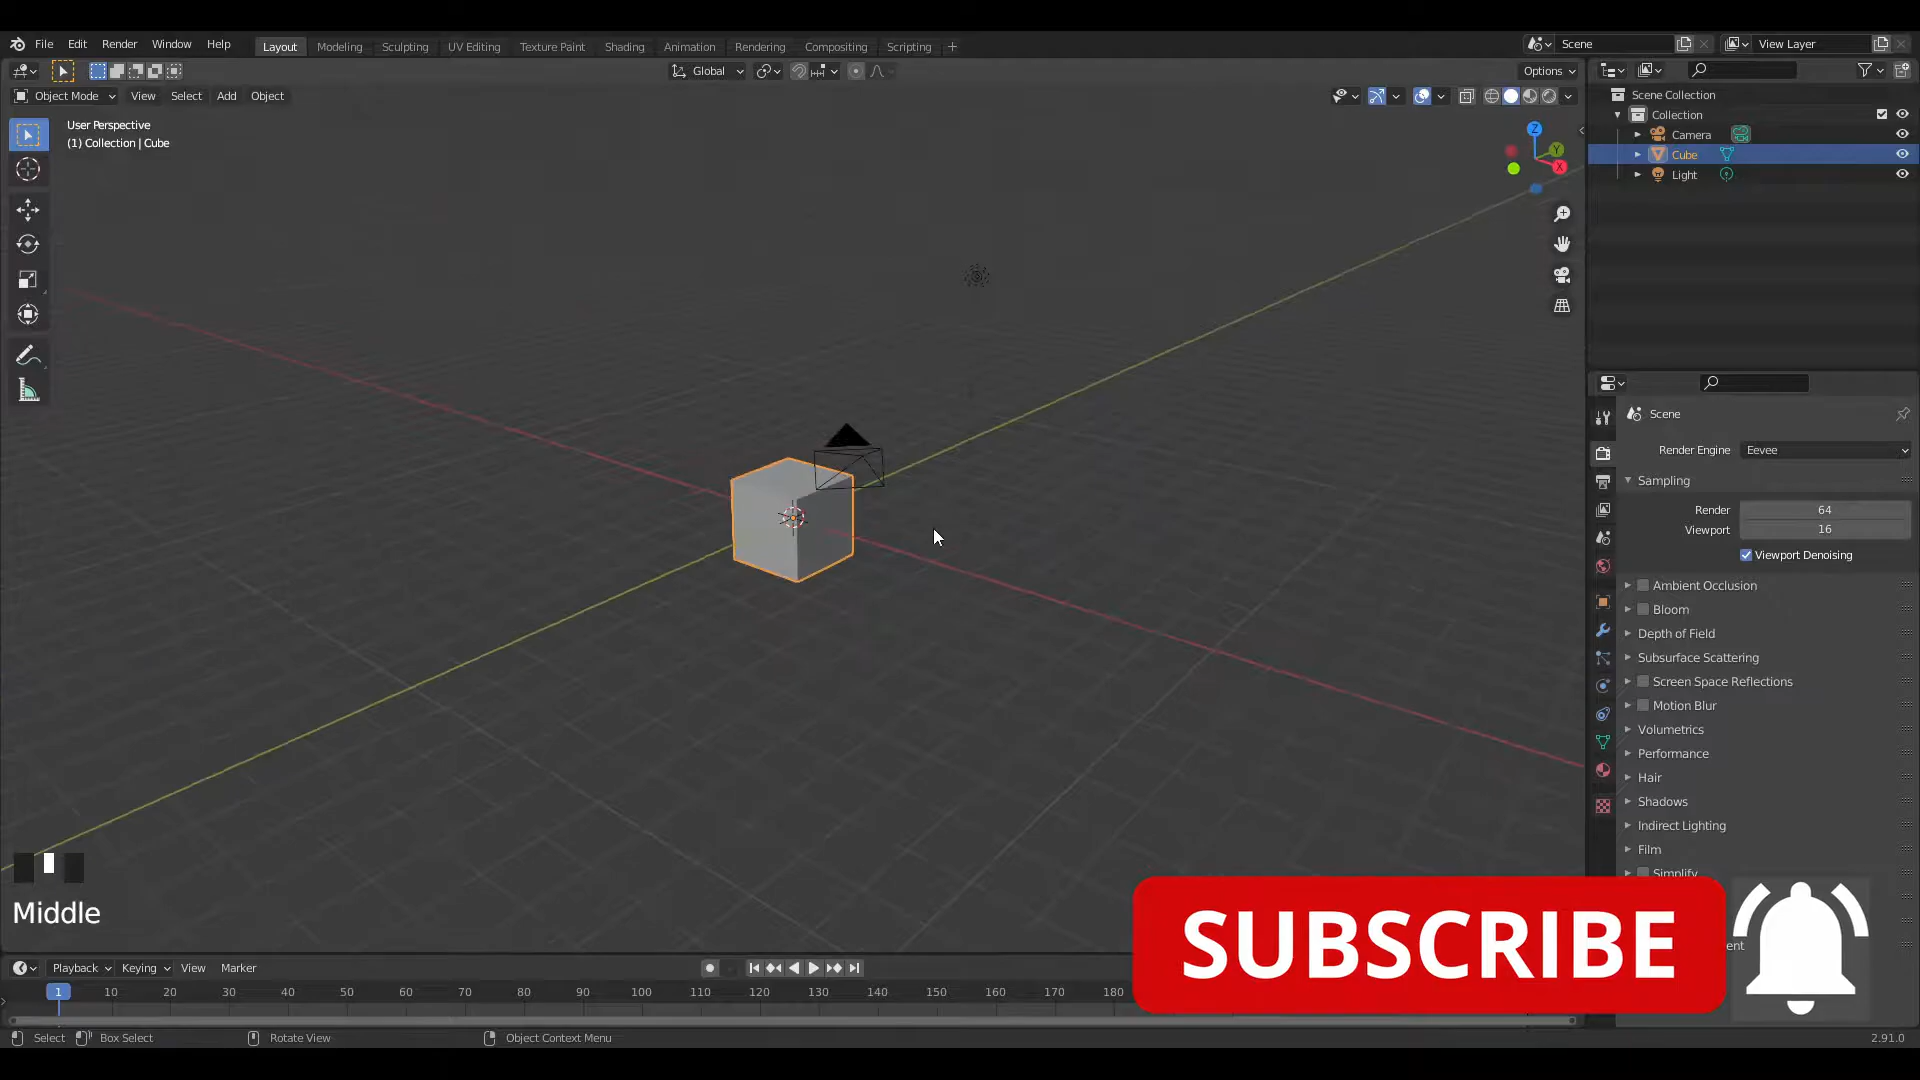 File Edit Render Window Help Layout Modeling Sculpting UV Editing Texture Paint Shading Animation Rendering Compositing Scripting + Scene View Layer
Global Options
Object Mode View Select Add Object
User Perspective
(1) Collection | Cube
Z
Y
X
Scene Collection
Collection
Camera
Cube
Light
Scene
Render Engine Eevee
Sampling
Render 64
Viewport 16
Viewport Denoising
Ambient Occlusion
Bloom
Depth of Field
Subsurface Scattering
Screen Space Reflections
Motion Blur
Volumetrics
Performance
Hair
Shadows
Indirect Lighting
Film
Simplify
ent
SUBSCRIBE
Middle
Playback Keying View Marker
1 10 20 30 40 50 60 70 80 90 100 110 120 130 140 150 160 170 180
Select Box Select Rotate View Object Context Menu 2.91.0